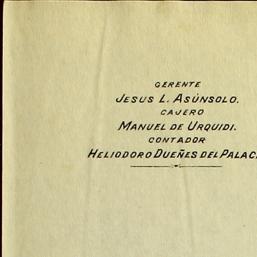 GERENTE
JESUS L. ASÚNSOLO.
CAJERO
MANUEL DE URQUIDI.
CONTADOR
HELIODORO DUEÑES DEL PALAC